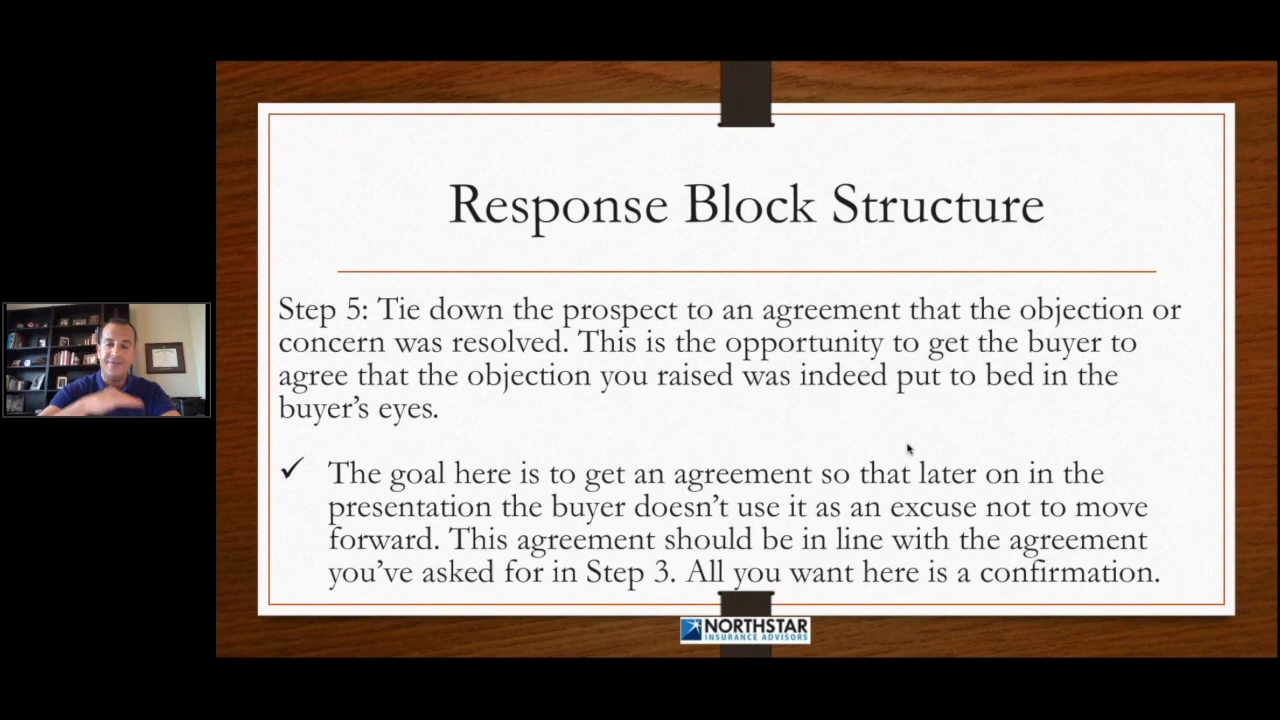 Response Block Structure
Step 5: Tie down the prospect to an agreement that the objection or
concern was resolved. This is the opportunity to get the buyer to
agree that the objection you raised was indeed put to bed in the
buyer’s eyes.
✓ The goal here is to get an agreement so that later on in the
presentation the buyer doesn’t use it as an excuse not to move
forward. This agreement should be in line with the agreement
you’ve asked for in Step 3. All you want here is a confirmation.
NORTHSTAR
INSURANCE ADVISORS